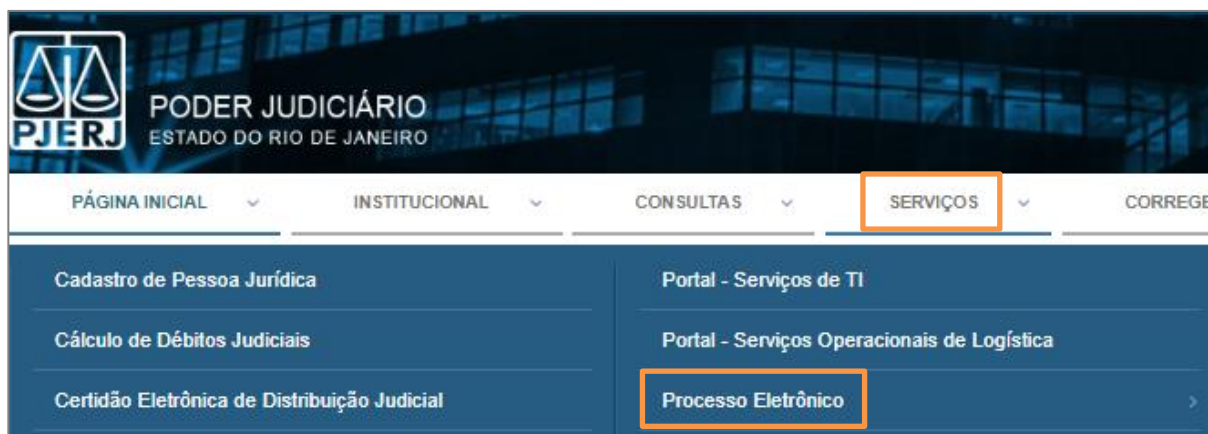 PJERJ
PODER JUDICIÁRIO
ESTADO DO RIO DE JANEIRO
PÁGINA INICIAL INSTITUCIONAL CONSULTAS SERVIÇOS CORREGE
Cadastro de Pessoa Jurídica
Cálculo de Débitos Judiciais
Certidão Eletrônica de Distribuição Judicial
Portal - Serviços de TI
Portal - Serviços Operacionais de Logística
Processo Eletrônico